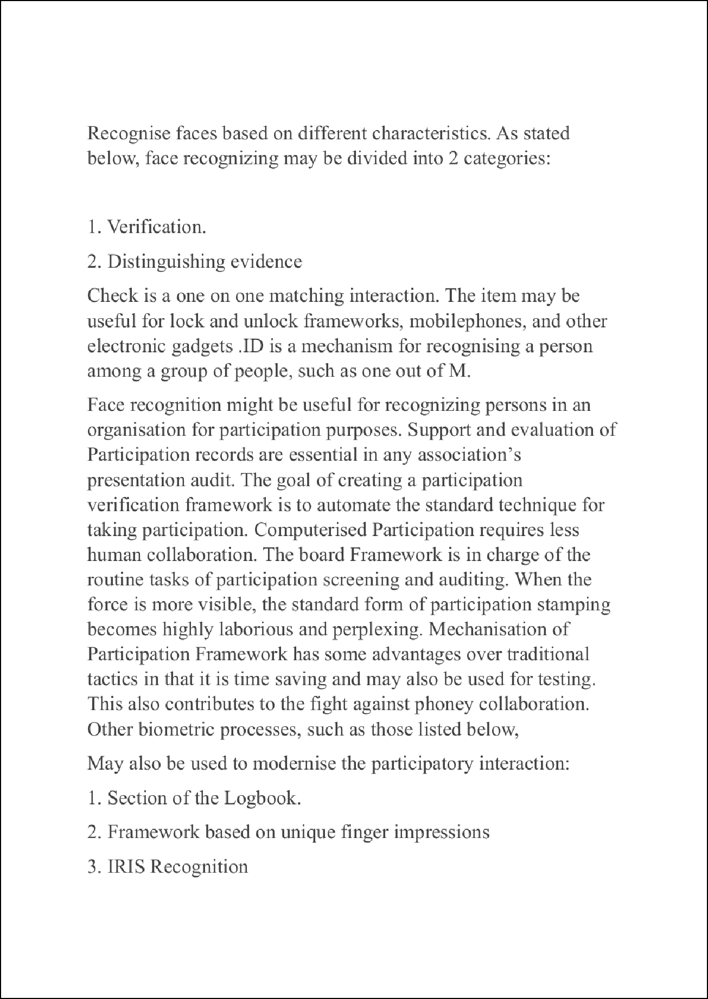 Recognise faces based on different characteristics. As stated
below, face recognizing may be divided into 2 categories:
1. Verification.
2. Distinguishing evidence
Check is a one on one matching interaction. The item may be
useful for lock and unlock frameworks, mobilephones, and other
electronic gadgets .ID is a mechanism for recognising a person
among a group of people, such as one out of M.
Face recognition might be useful for recognizing persons in an
organisation for participation purposes. Support and evaluation of
Participation records are essential in any association’s
presentation audit. The goal of creating a participation
verification framework is to automate the standard technique for
taking participation. Computerised Participation requires less
human collaboration. The board Framework is in charge of the
routine tasks of participation screening and auditing. When the
force is more visible, the standard form of participation stamping
becomes highly laborious and perplexing. Mechanisation of
Participation Framework has some advantages over traditional
tactics in that it is time saving and may also be used for testing.
This also contributes to the fight against phoney collaboration.
Other biometric processes, such as those listed below,
May also be used to modernise the participatory interaction:
1. Section of the Logbook.
2. Framework based on unique finger impressions
3. IRIS Recognition